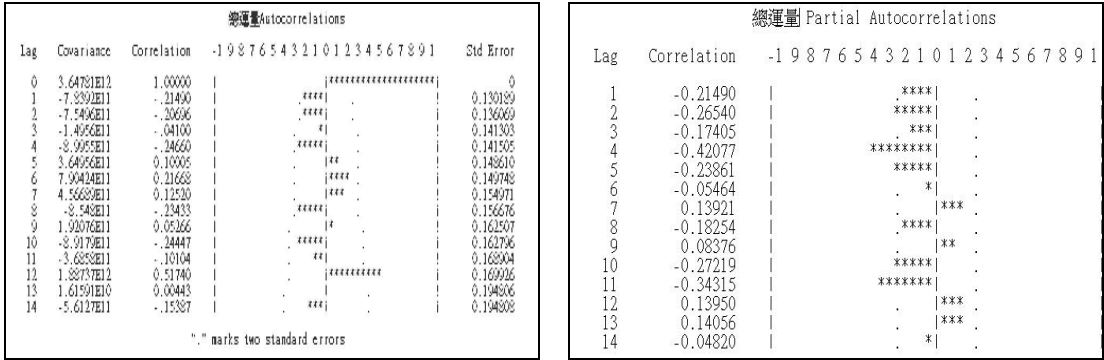 總運量Autocorrelations
Lag Covariance Correlation -1 9 8 7 6 5 4 3 2 1 0 1 2 3 4 5 6 7 8 9 1 Std Error
0 3.64781E12 1.00000 | |********************| 0
1 -7.8392E11 -.21490 | .****| . | 0.130189
2 -7.5496E11 -.20696 | .****| . | 0.136069
3 -1.4956E11 -.04100 | . *| . | 0.141303
4 -8.9955E11 -.24660 | .*****| . | 0.141505
5 3.64956E11 0.10005 | . |** . | 0.148610
6 7.90424E11 0.21668 | . |**** . | 0.149748
7 4.56689E11 0.12520 | . |*** . | 0.154971
8 -8.548E11 -.23433 | .*****| . | 0.156676
9 1.92076E11 0.05266 | . |* . | 0.162507
10 -8.9179E11 -.24447 | .*****| . | 0.162796
11 -3.6858E11 -.10104 | . **| . | 0.168904
12 1.88737E12 0.51740 | . |********** | 0.169926
13 1.61591E10 0.00443 | . | . | 0.194806
14 -5.6127E11 -.15387 | . ***| . | 0.194808
"." marks two standard errors
總運量 Partial Autocorrelations
Lag Correlation -1 9 8 7 6 5 4 3 2 1 0 1 2 3 4 5 6 7 8 9 1
1 -0.21490 | .****| . |
2 -0.26540 | *****| . |
3 -0.17405 | . ***| . |
4 -0.42077 | ********| . |
5 -0.23861 | *****| . |
6 -0.05464 | . *| . |
7 0.13921 | . |*** . |
8 -0.18254 | .****| . |
9 0.08376 | . |** . |
10 -0.27219 | *****| . |
11 -0.34315 | *******| . |
12 0.13950 | . |*** . |
13 0.14056 | . |*** . |
14 -0.04820 | . *| . |